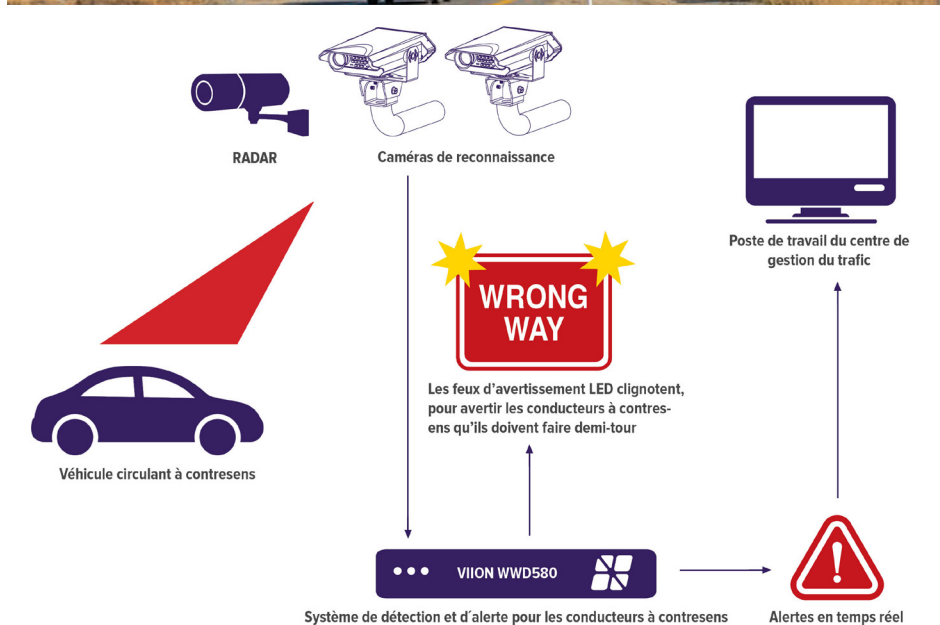 RADAR
Caméras de reconnaissance
Poste de travail du centre de
gestion du trafic
WRONG
WAY
Les feux d'avertissement LED clignotent,
pour avertir les conducteurs à contres-
ens qu'ils doivent faire demi-tour
Véhicule circulant à contresens
VIION WWD580
Système de détection et d´alerte pour les conducteurs à contresens
Alertes en temps réel